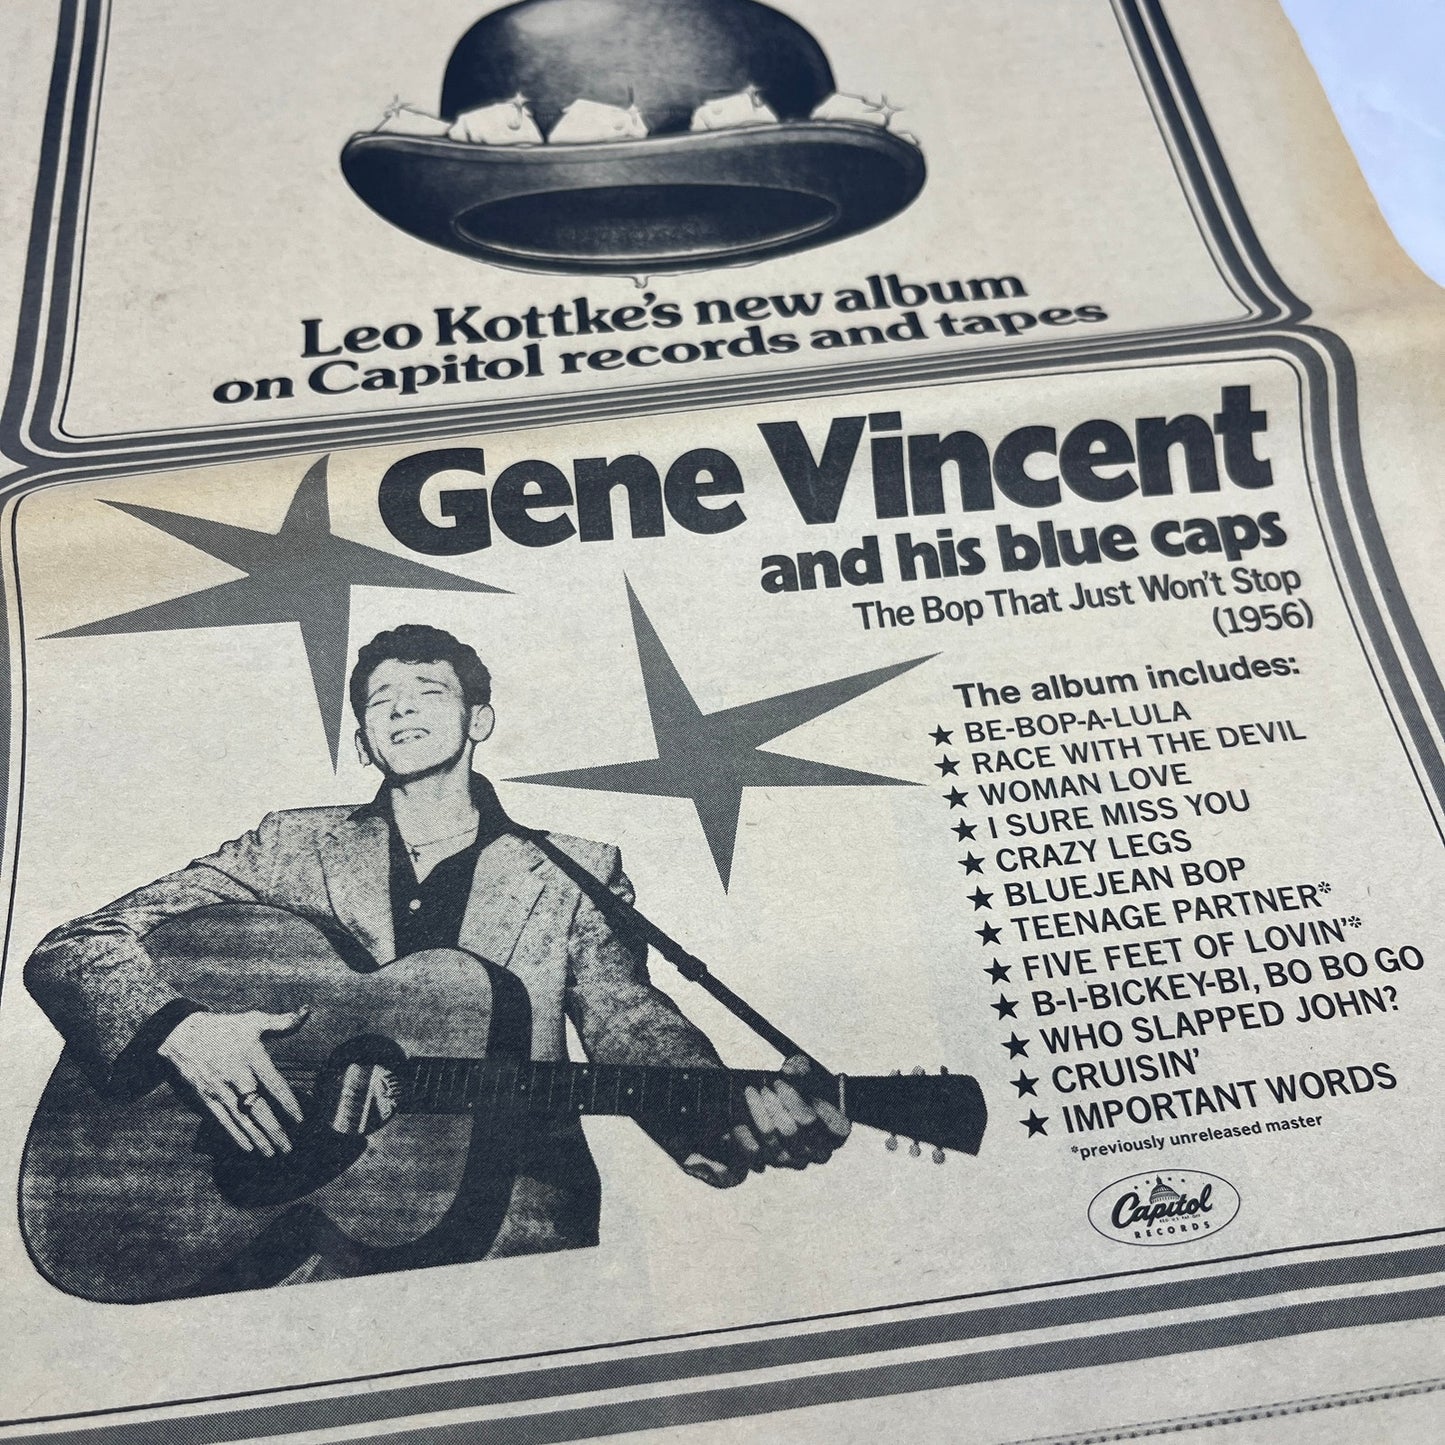 Leo Kottke's new album
on Capitol records and tapes
Gene Vincent
and his blue caps
The Bop That Just Won't Stop
(1956)
The album includes:
★ BE-BOP-A-LULA
★ RACE WITH THE DEVIL
★ WOMAN LOVE
★ I SURE MISS YOU
★ CRAZY LEGS
★ BLUEJEAN BOP
★ TEENAGE PARTNER*
★ FIVE FEET OF LOVIN'*
★ B-I-BICKEY-BI, BO BO GO
★ WHO SLAPPED JOHN?
★ CRUISIN'
★ IMPORTANT WORDS
*previously unreleased master
Capitol
RECORDS